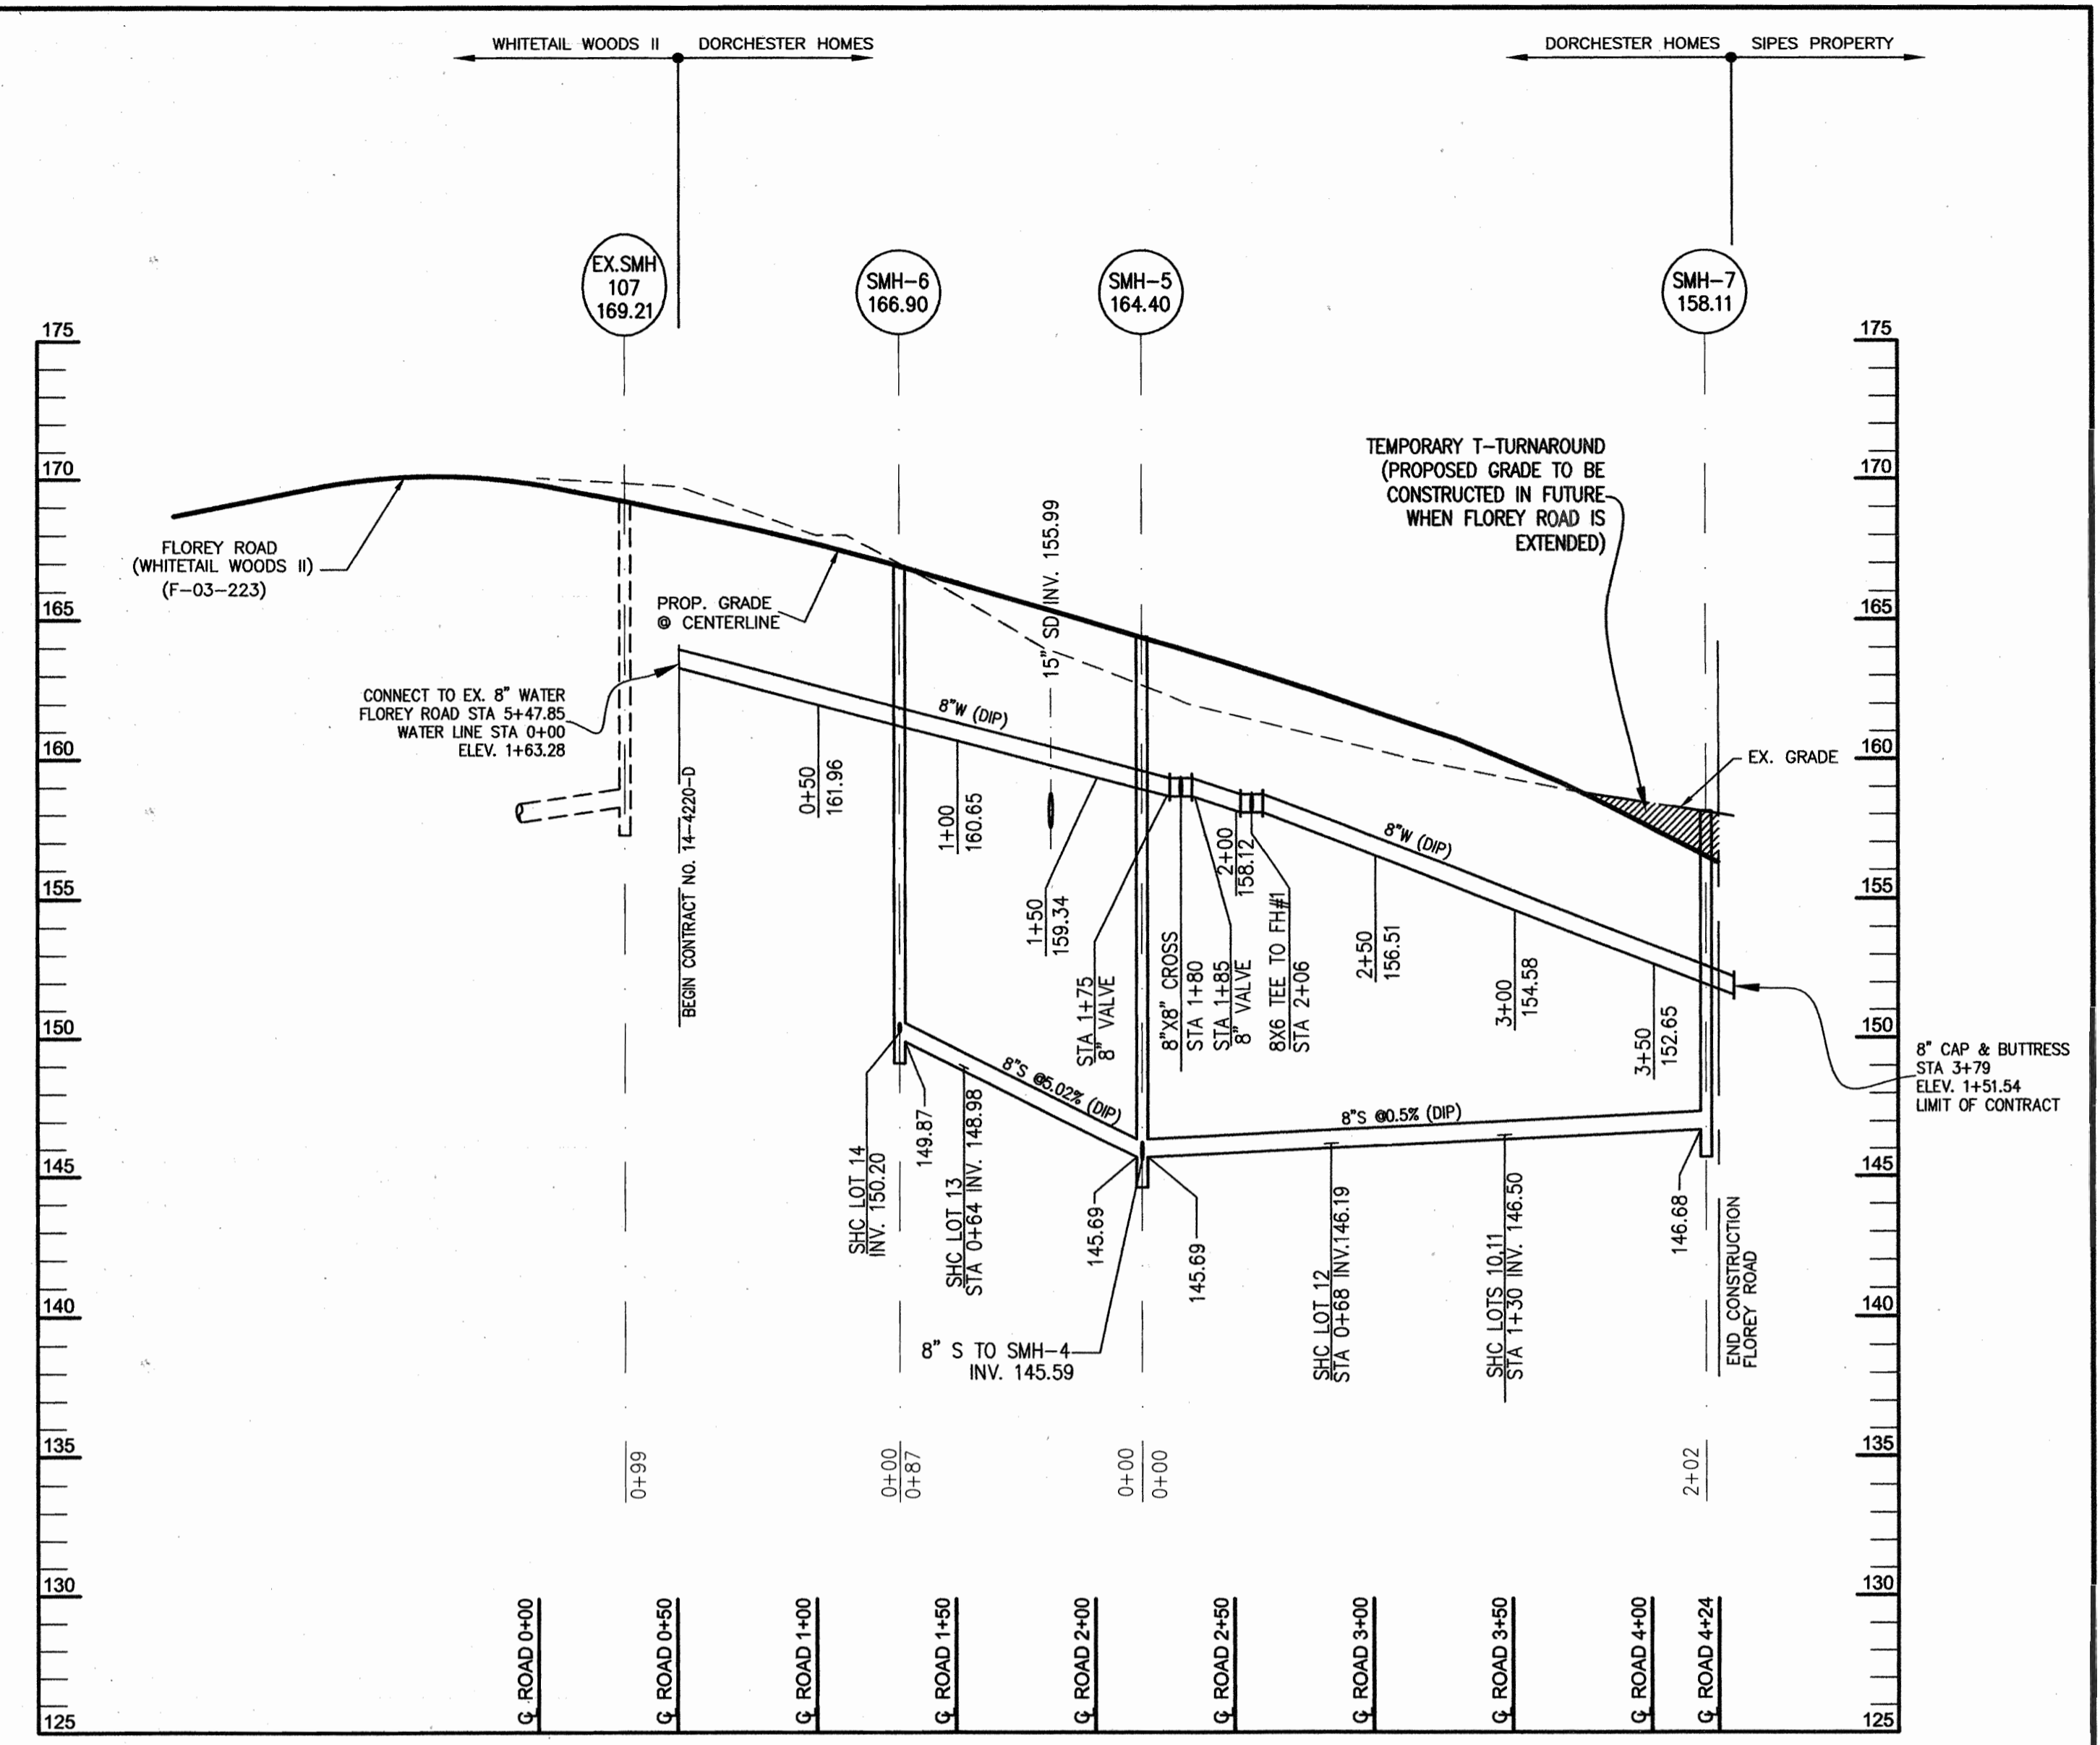 WHITETAIL WOODS II
DORCHESTER HOMES
DORCHESTER HOMES
SIPES PROPERTY
EX.SMH
107
169.21
SMH-6
166.90
SMH-5
164.40
SMH-7
158.11
175
170
165
160
155
150
145
140
135
130
125
175
170
165
160
155
150
145
140
135
130
125
TEMPORARY T-TURNAROUND
(PROPOSED GRADE TO BE
CONSTRUCTED IN FUTURE
WHEN FLOREY ROAD IS
EXTENDED)
FLOREY ROAD
(WHITETAIL WOODS II)
(F-03-223)
PROP. GRADE
@ CENTERLINE
15" SD INV. 155.99
CONNECT TO EX. 8" WATER
FLOREY ROAD STA 5+47.85
WATER LINE STA 0+00
ELEV. 1+63.28
8"W (DIP)
EX. GRADE
BEGIN CONTRACT NO. 14-4220-D
0+50
161.96
1+00
160.65
1+50
159.34
STA 1+75
8" VALVE
8"X8" CROSS
STA 1+80
STA 1+85
8" VALVE
2+00
158.12
8X6 TEE TO FH#1
STA 2+06
8"W (DIP)
2+50
156.51
3+00
154.58
3+50
152.65
8" CAP & BUTTRESS
STA 3+79
ELEV. 1+51.54
LIMIT OF CONTRACT
8"S @5.02% (DIP)
8"S @0.5% (DIP)
SHC LOT 14
INV. 150.20
149.87
SHC LOT 13
STA 0+64 INV. 148.98
145.69
145.69
8" S TO SMH-4
INV. 145.59
SHC LOT 12
STA 0+68 INV.146.19
SHC LOTS 10,11
STA 1+30 INV. 146.50
146.68
END CONSTRUCTION
FLOREY ROAD
0+99
0+00
0+87
0+00
0+00
2+02
℄ ROAD 0+00
℄ ROAD 0+50
℄ ROAD 1+00
℄ ROAD 1+50
℄ ROAD 2+00
℄ ROAD 2+50
℄ ROAD 3+00
℄ ROAD 3+50
℄ ROAD 4+00
℄ ROAD 4+24